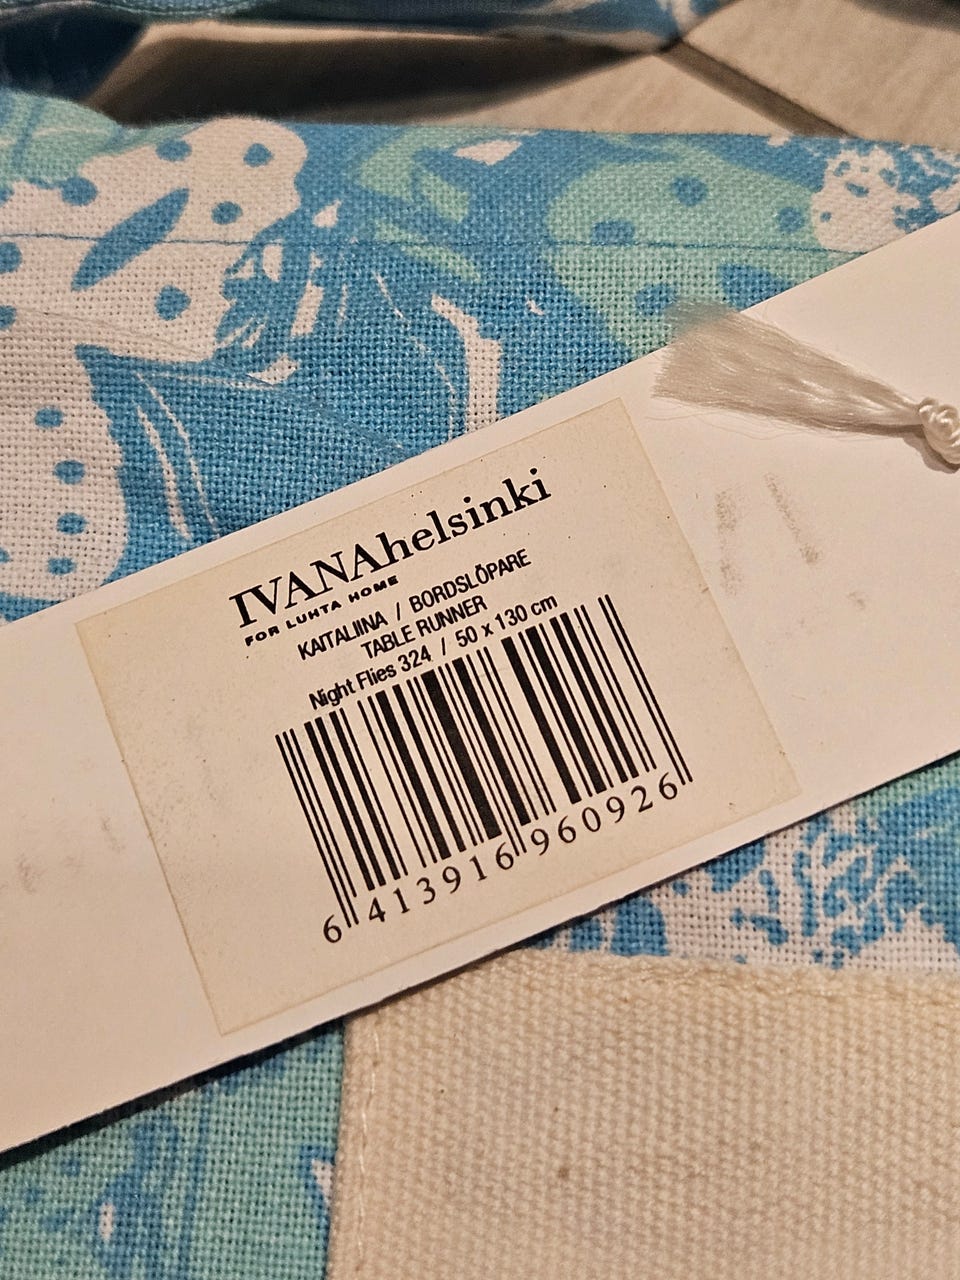 IVANAhelsinki
FOR LUHTA HOME
KAITALIINA / BORDSLÖPARE
TABLE RUNNER
Night Flies 324 / 50 x 130 cm
6 413916 960926